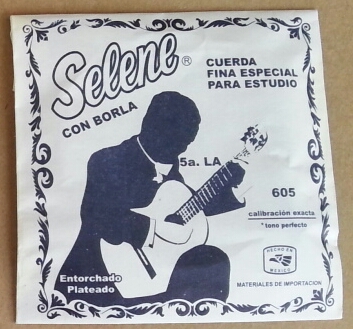 Selene®
CON BORLA
CUERDA
FINA ESPECIAL
PARA ESTUDIO
5a. LA
605
calibración exacta
* tono perfecto
HECHO EN
MEXICO
MATERIALES DE IMPORTACION
Entorchado
Plateado